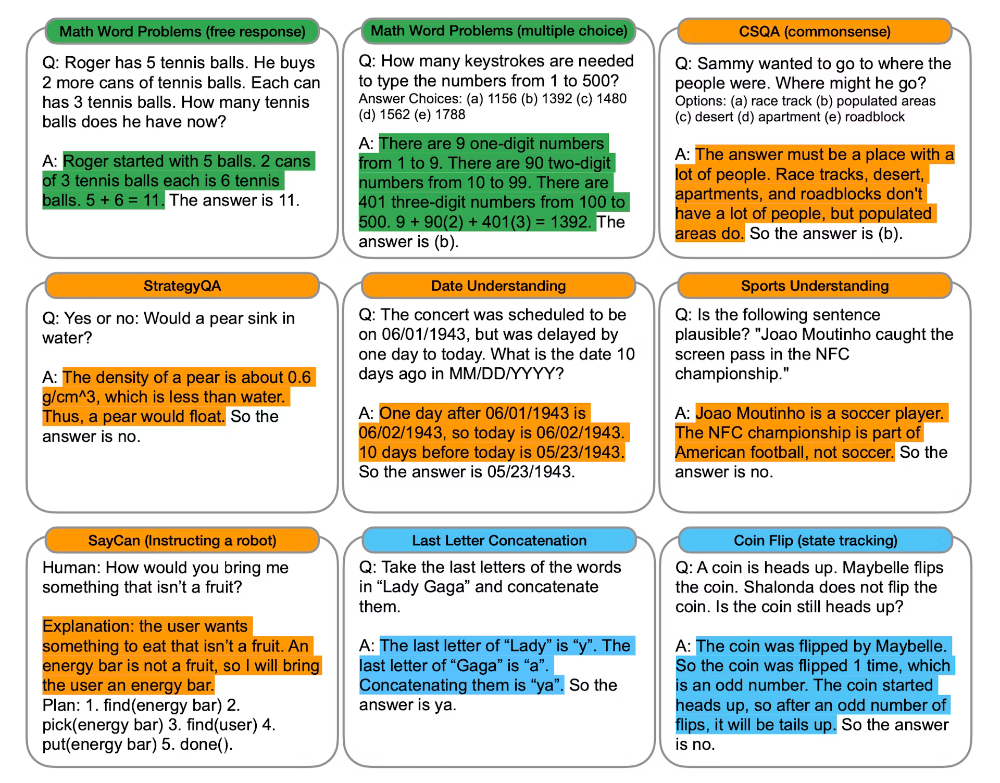 Math Word Problems (free response)
Q: Roger has 5 tennis balls. He buys
2 more cans of tennis balls. Each can
has 3 tennis balls. How many tennis
balls does he have now?
A: Roger started with 5 balls. 2 cans
of 3 tennis balls each is 6 tennis
balls. 5 + 6 = 11. The answer is 11.
Math Word Problems (multiple choice)
Q: How many keystrokes are needed
to type the numbers from 1 to 500?
Answer Choices: (a) 1156 (b) 1392 (c) 1480
(d) 1562 (e) 1788
A: There are 9 one-digit numbers
from 1 to 9. There are 90 two-digit
numbers from 10 to 99. There are
401 three-digit numbers from 100 to
500. 9 + 90(2) + 401(3) = 1392. The
answer is (b).
CSQA (commonsense)
Q: Sammy wanted to go to where the
people were. Where might he go?
Options: (a) race track (b) populated areas
(c) desert (d) apartment (e) roadblock
A: The answer must be a place with a
lot of people. Race tracks, desert,
apartments, and roadblocks don't
have a lot of people, but populated
areas do. So the answer is (b).
StrategyQA
Q: Yes or no: Would a pear sink in
water?
A: The density of a pear is about 0.6
g/cm^3, which is less than water.
Thus, a pear would float. So the
answer is no.
Date Understanding
Q: The concert was scheduled to be
on 06/01/1943, but was delayed by
one day to today. What is the date 10
days ago in MM/DD/YYYY?
A: One day after 06/01/1943 is
06/02/1943, so today is 06/02/1943.
10 days before today is 05/23/1943.
So the answer is 05/23/1943.
Sports Understanding
Q: Is the following sentence
plausible? "Joao Moutinho caught the
screen pass in the NFC
championship."
A: Joao Moutinho is a soccer player.
The NFC championship is part of
American football, not soccer. So the
answer is no.
SayCan (Instructing a robot)
Human: How would you bring me
something that isn’t a fruit?
Explanation: the user wants
something to eat that isn’t a fruit. An
energy bar is not a fruit, so I will bring
the user an energy bar.
Plan: 1. find(energy bar) 2.
pick(energy bar) 3. find(user) 4.
put(energy bar) 5. done().
Last Letter Concatenation
Q: Take the last letters of the words
in “Lady Gaga” and concatenate
them.
A: The last letter of “Lady” is “y”. The
last letter of “Gaga” is “a”.
Concatenating them is “ya”. So the
answer is ya.
Coin Flip (state tracking)
Q: A coin is heads up. Maybelle flips
the coin. Shalonda does not flip the
coin. Is the coin still heads up?
A: The coin was flipped by Maybelle.
So the coin was flipped 1 time, which
is an odd number. The coin started
heads up, so after an odd number of
flips, it will be tails up. So the answer
is no.